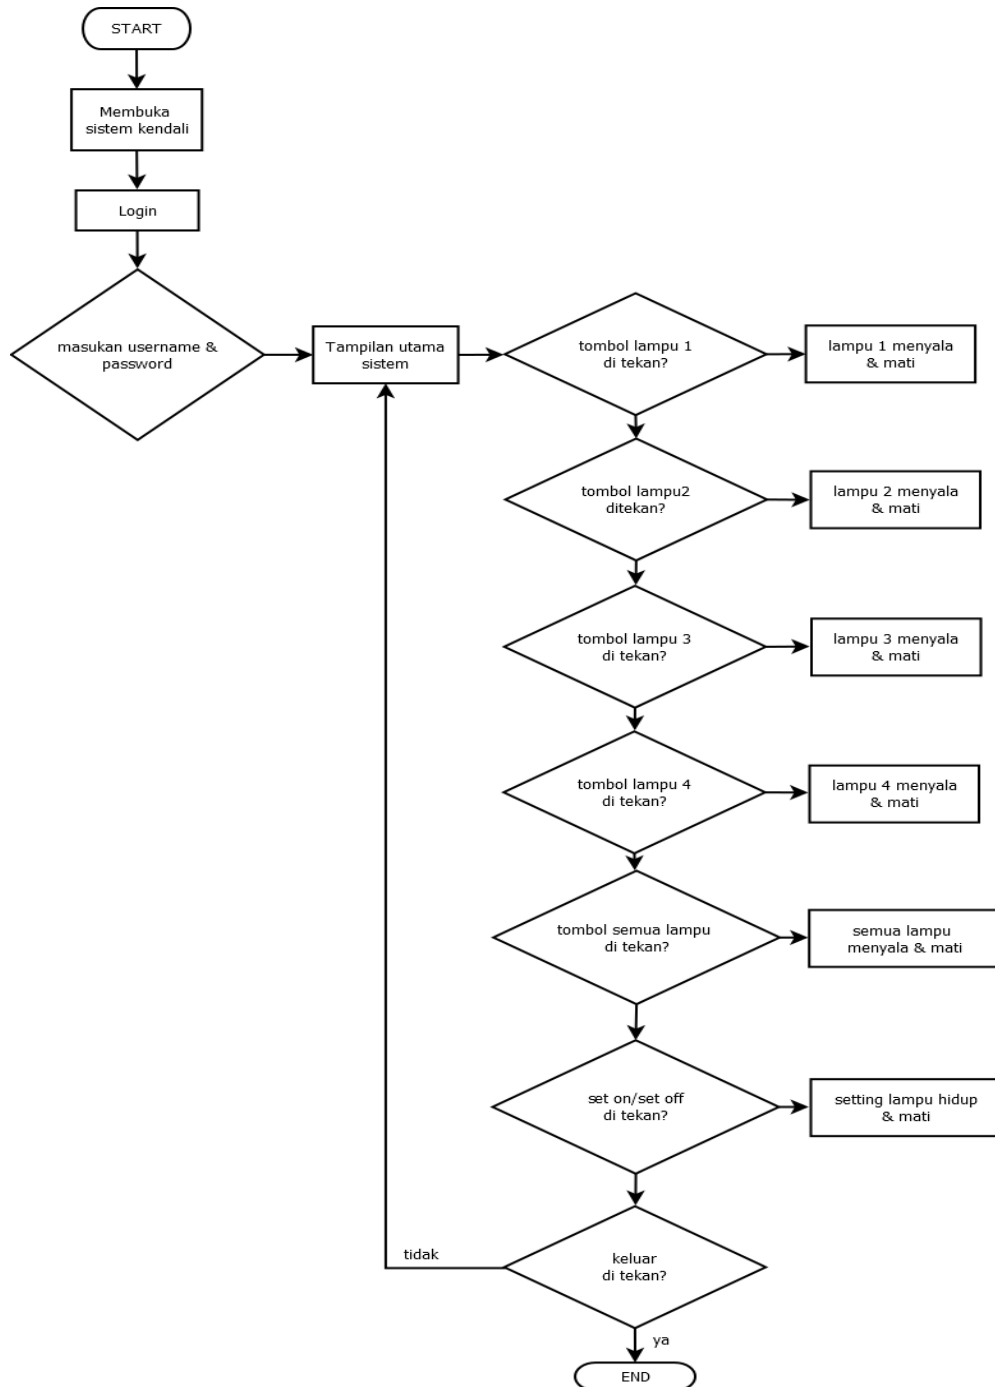 START
Membuka
sistem kendali
Login
masukan username &
password
Tampilan utama
sistem
tombol lampu 1
di tekan?
lampu 1 menyala
& mati
tombol lampu2
ditekan?
lampu 2 menyala
& mati
tombol lampu 3
di tekan?
lampu 3 menyala
& mati
tombol lampu 4
di tekan?
lampu 4 menyala
& mati
tombol semua lampu
di tekan?
semua lampu
menyala & mati
set on/set off
di tekan?
setting lampu hidup
& mati
keluar
di tekan?
tidak
ya
END